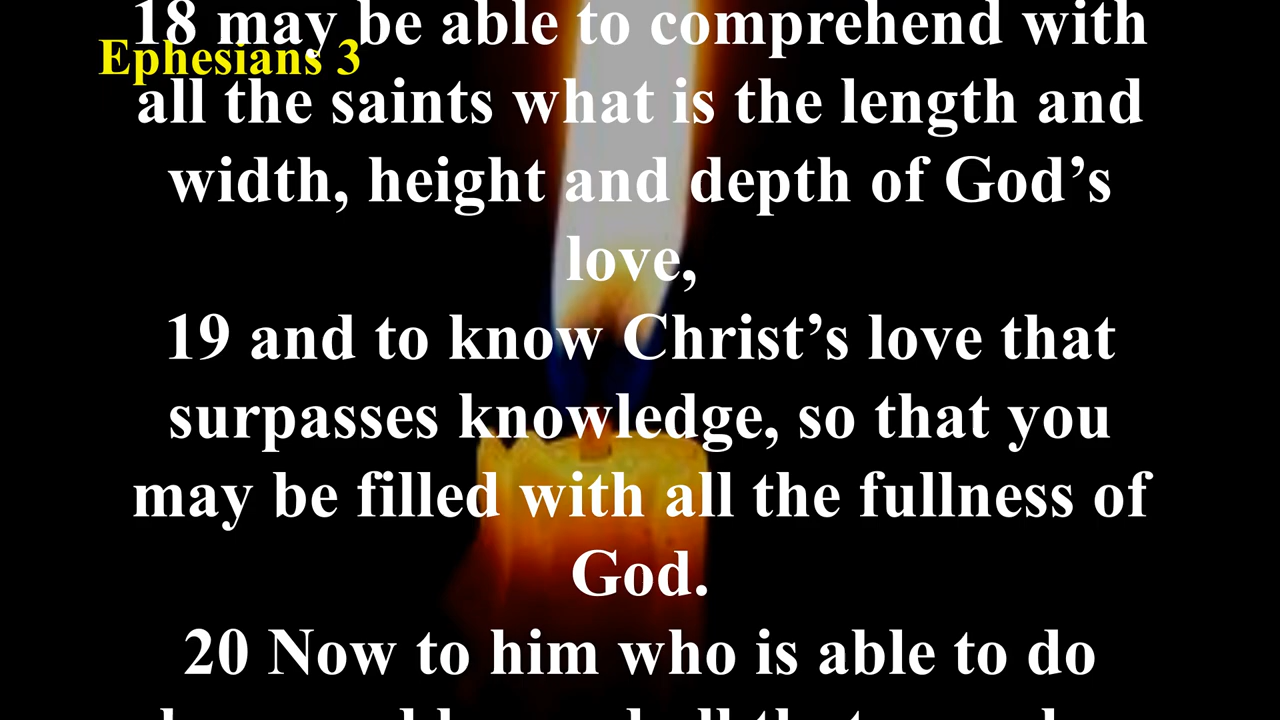 18 may be able to comprehend with
Ephesians 3
all the saints what is the length and
width, height and depth of God’s
love,
19 and to know Christ’s love that
surpasses knowledge, so that you
may be filled with all the fullness of
God.
20 Now to him who is able to do